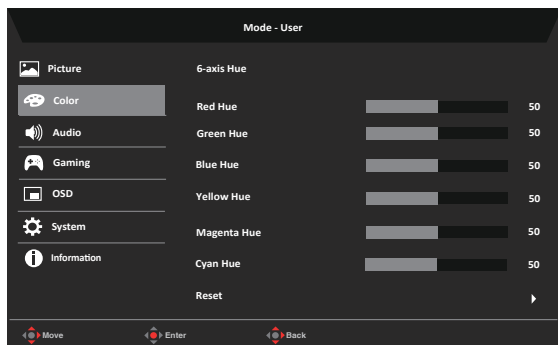 Mode - User
Picture
Color
Audio
Gaming
OSD
System
Information
6-axis Hue
Red Hue 50
Green Hue 50
Blue Hue 50
Yellow Hue 50
Magenta Hue 50
Cyan Hue 50
Reset
Move Enter Back